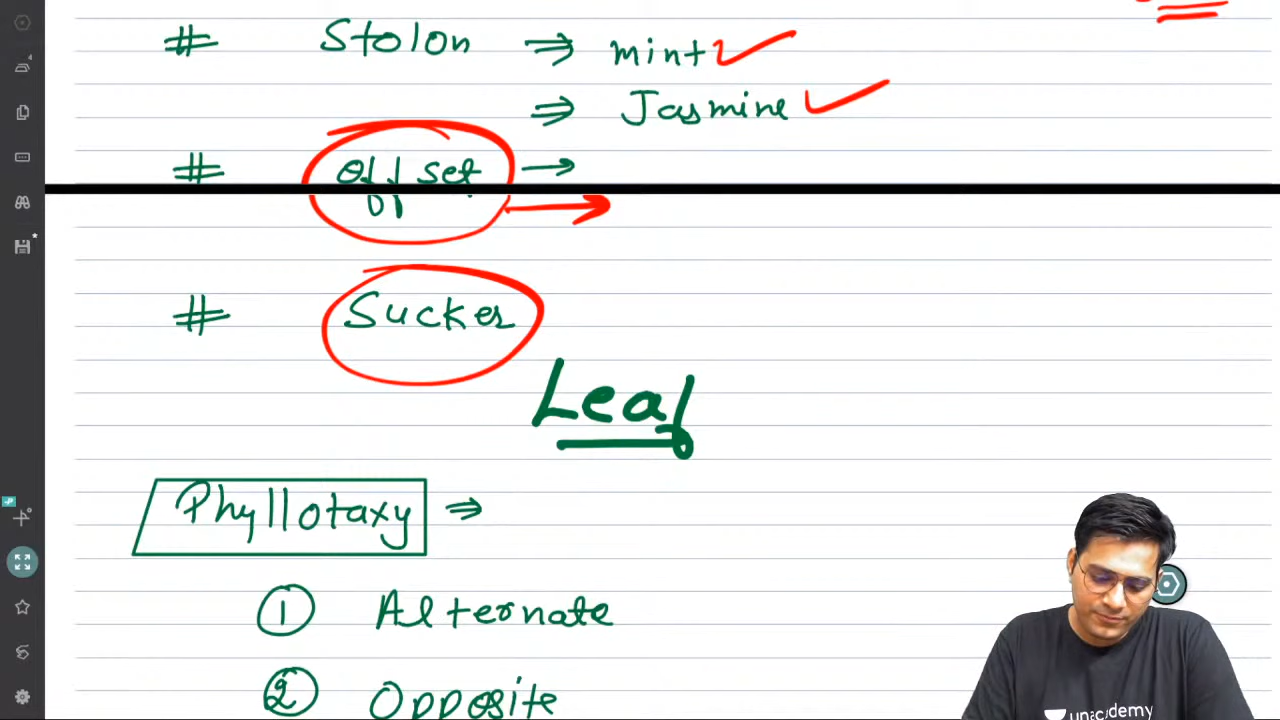 # Stolon ⇒ mint ✓
⇒ Jasmine ✓
# Offset →
# Sucker
Leaf
Phyllotaxy ⇒
① Alternate
② Opposite
unacademy